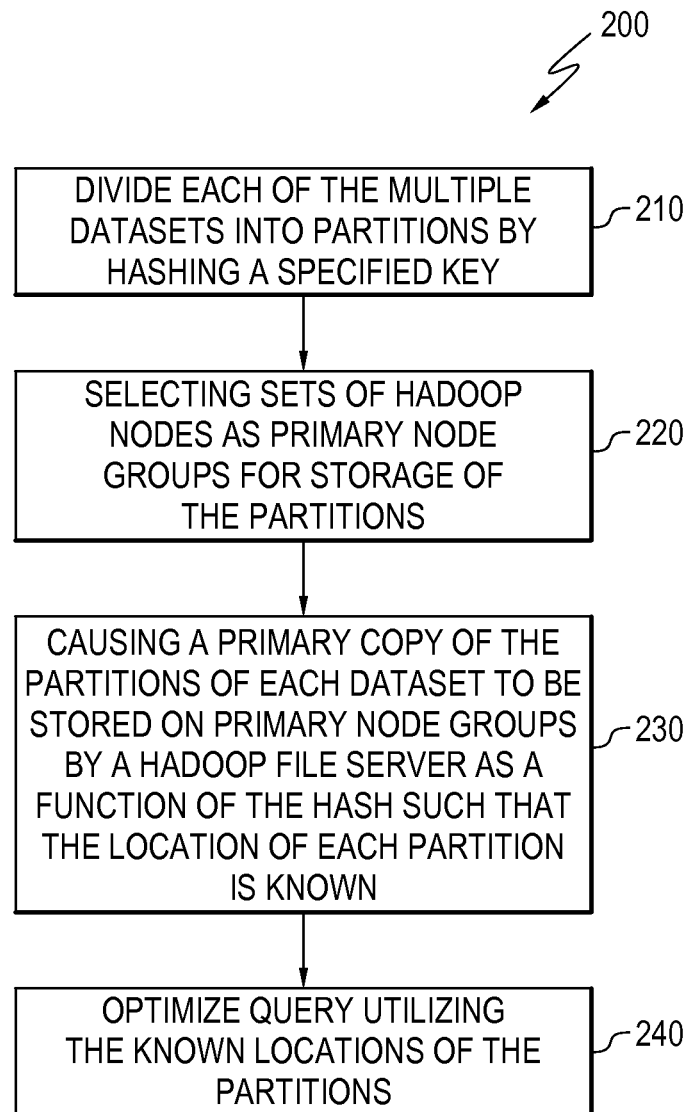 200
DIVIDE EACH OF THE MULTIPLE
DATASETS INTO PARTITIONS BY
HASHING A SPECIFIED KEY
210
SELECTING SETS OF HADOOP
NODES AS PRIMARY NODE
GROUPS FOR STORAGE OF
THE PARTITIONS
220
CAUSING A PRIMARY COPY OF THE
PARTITIONS OF EACH DATASET TO BE
STORED ON PRIMARY NODE GROUPS
BY A HADOOP FILE SERVER AS A
FUNCTION OF THE HASH SUCH THAT
THE LOCATION OF EACH PARTITION
IS KNOWN
230
OPTIMIZE QUERY UTILIZING
THE KNOWN LOCATIONS OF THE
PARTITIONS
240